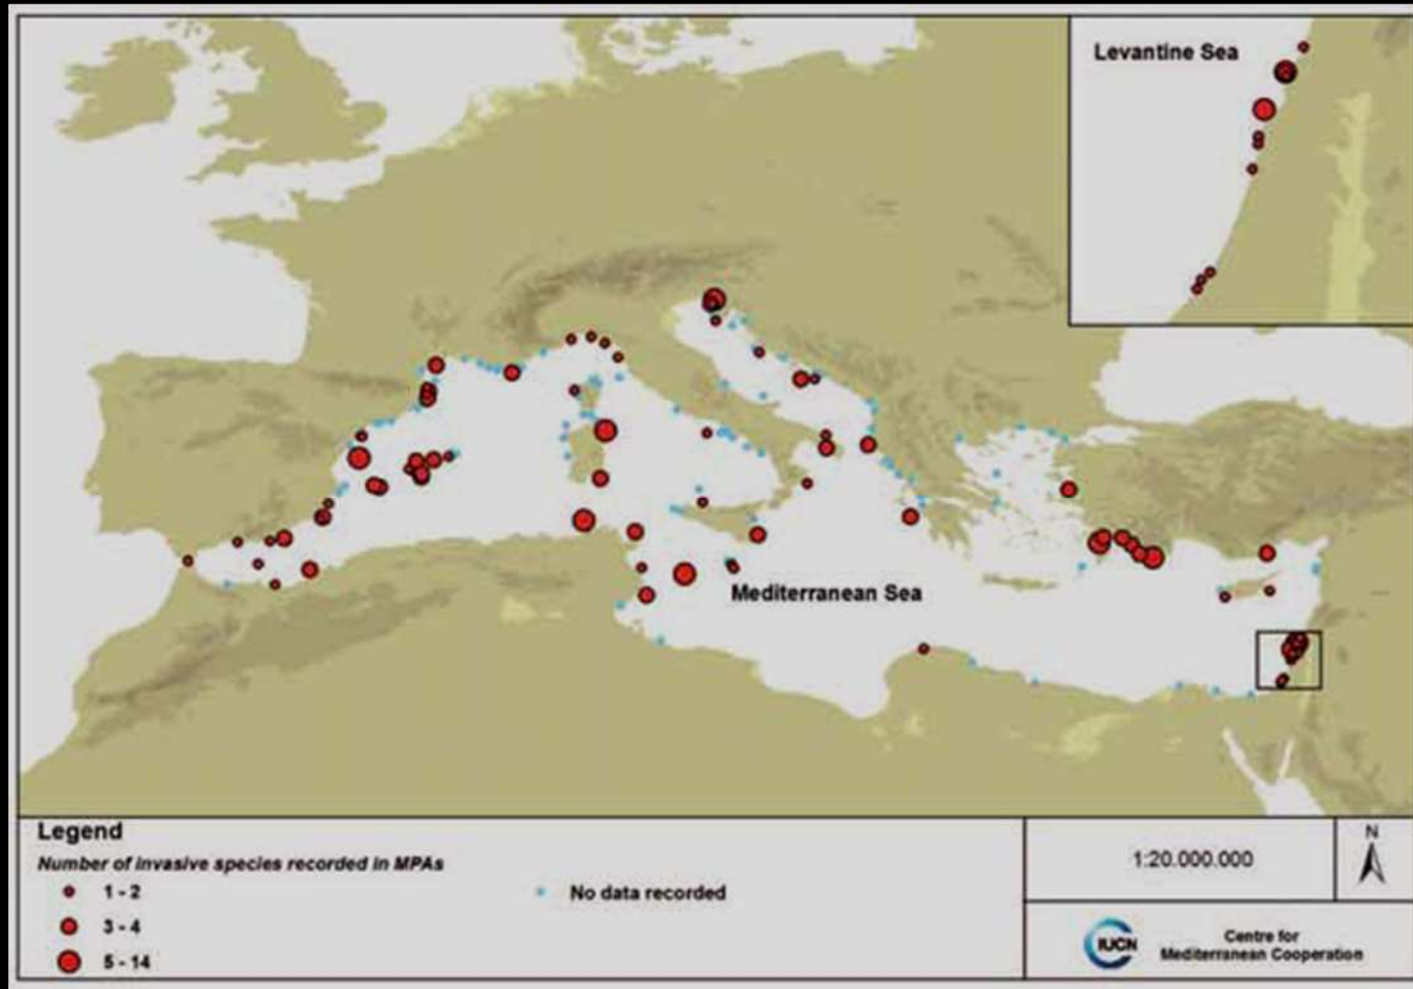 Levantine Sea
Mediterranean Sea
Legend
Number of invasive species recorded in MPAs
1 - 2
3 - 4
5 - 14
No data recorded
1:20.000.000
N
IUCN
Centre for
Mediterranean Cooperation